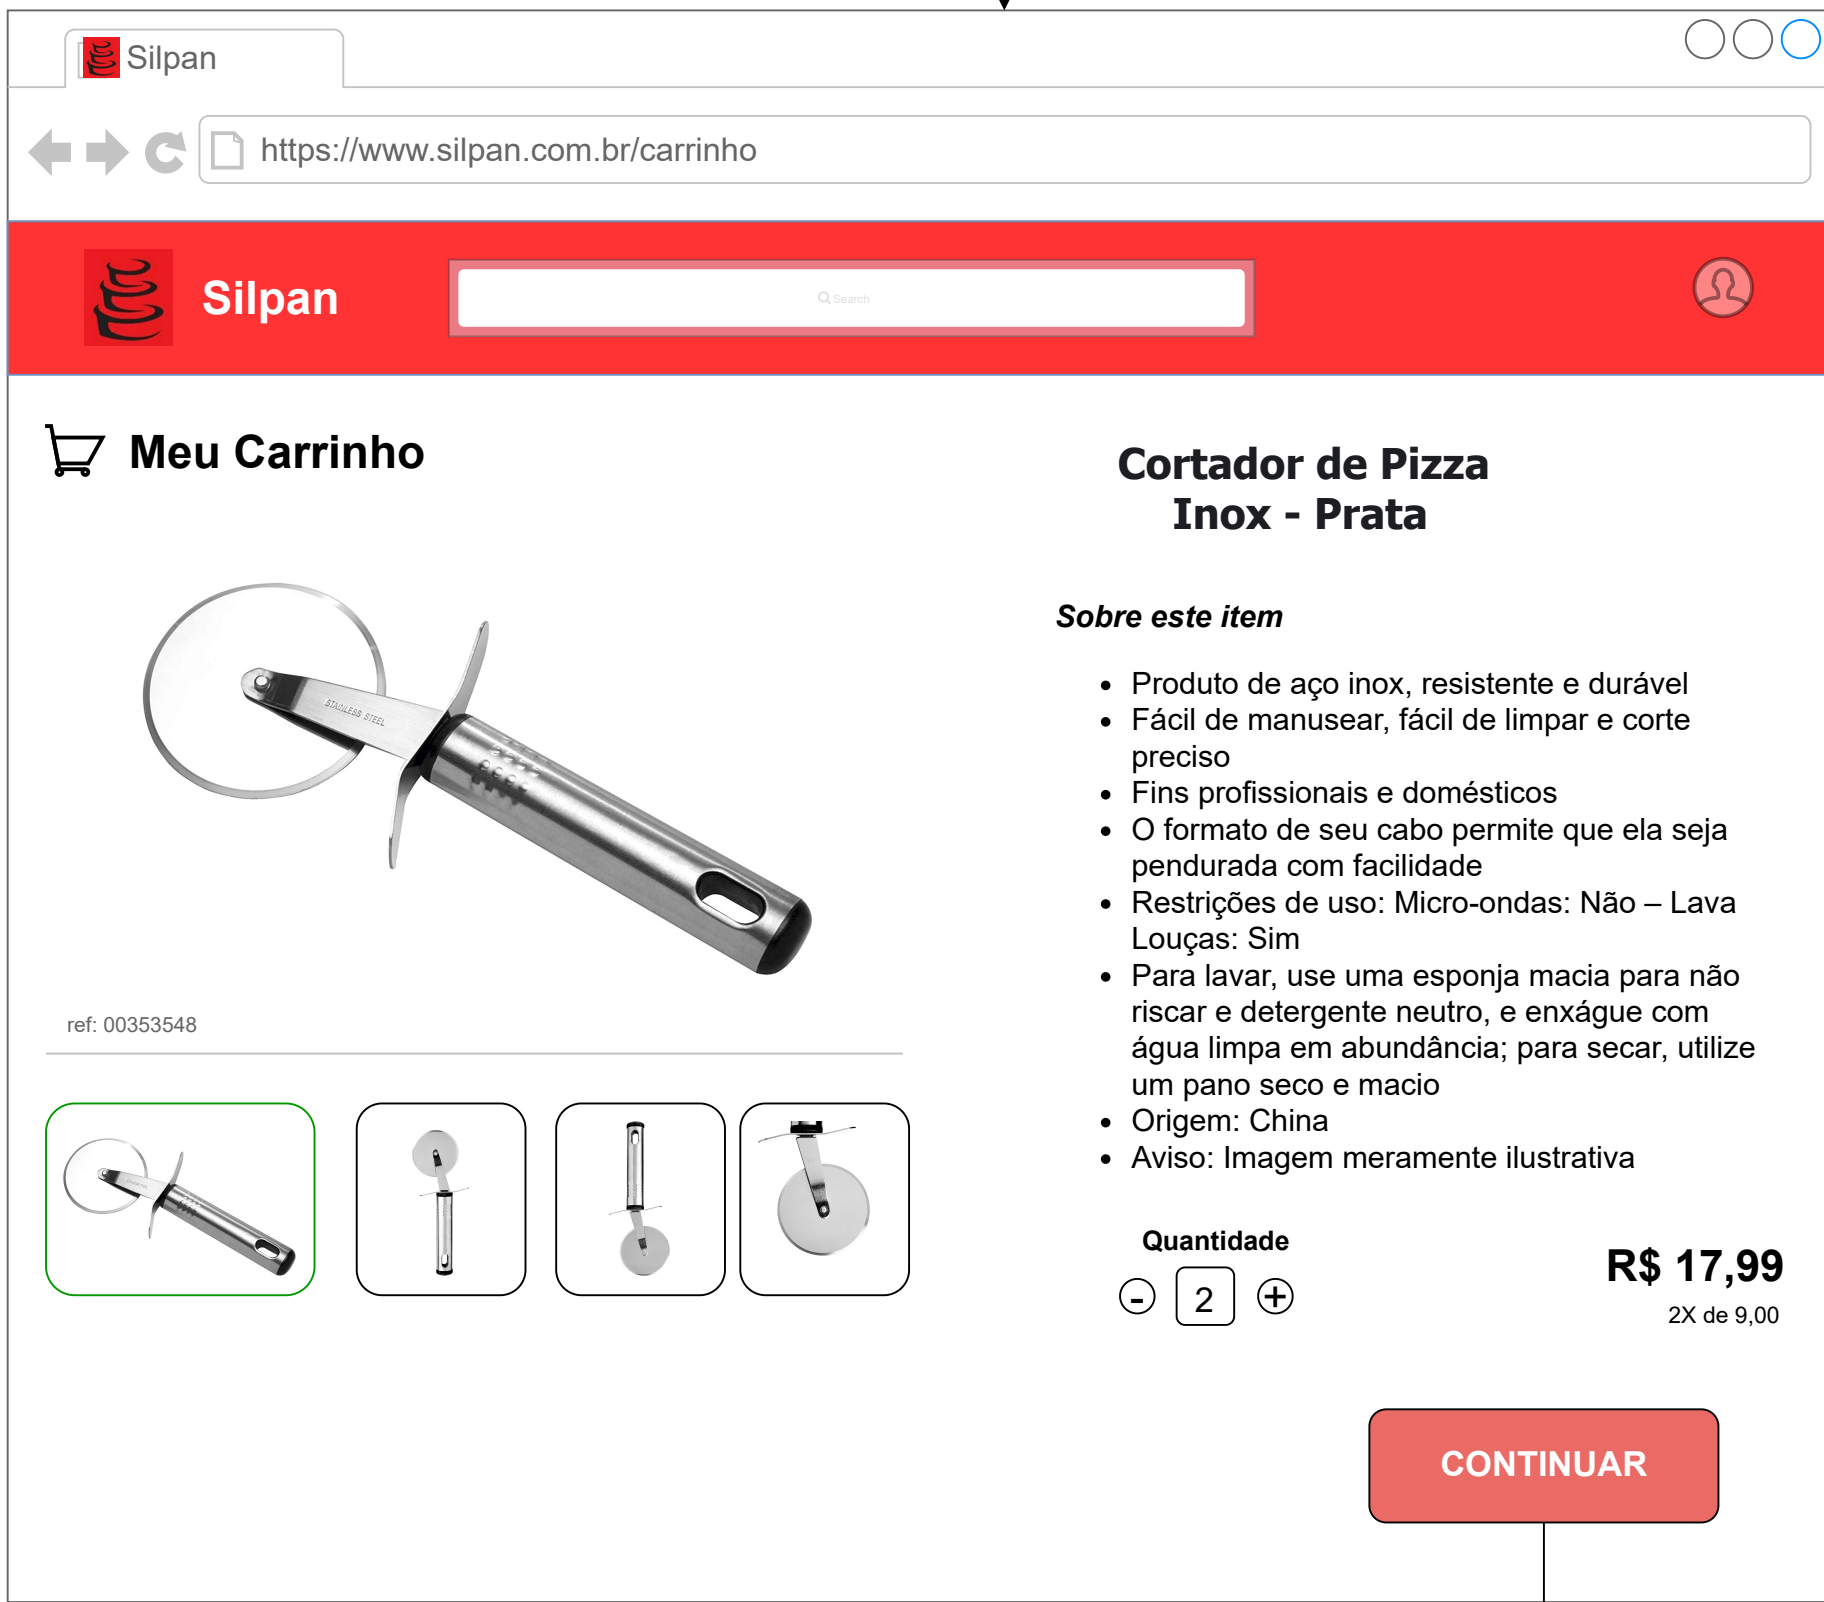 Silpan
https://www.silpan.com.br/carrinho
Silpan
Search
Meu Carrinho
Cortador de Pizza
Inox - Prata
STAINLESS STEEL
ref: 00353548
Sobre este item
Produto de aço inox, resistente e durável
Fácil de manusear, fácil de limpar e corte
preciso
Fins profissionais e domésticos
O formato de seu cabo permite que ela seja
pendurada com facilidade
Restrições de uso: Micro-ondas: Não – Lava
Louças: Sim
Para lavar, use uma esponja macia para não
riscar e detergente neutro, e enxágue com
água limpa em abundância; para secar, utilize
um pano seco e macio
Origem: China
Aviso: Imagem meramente ilustrativa
Quantidade
- 2 +
R$ 17,99
2X de 9,00
CONTINUAR